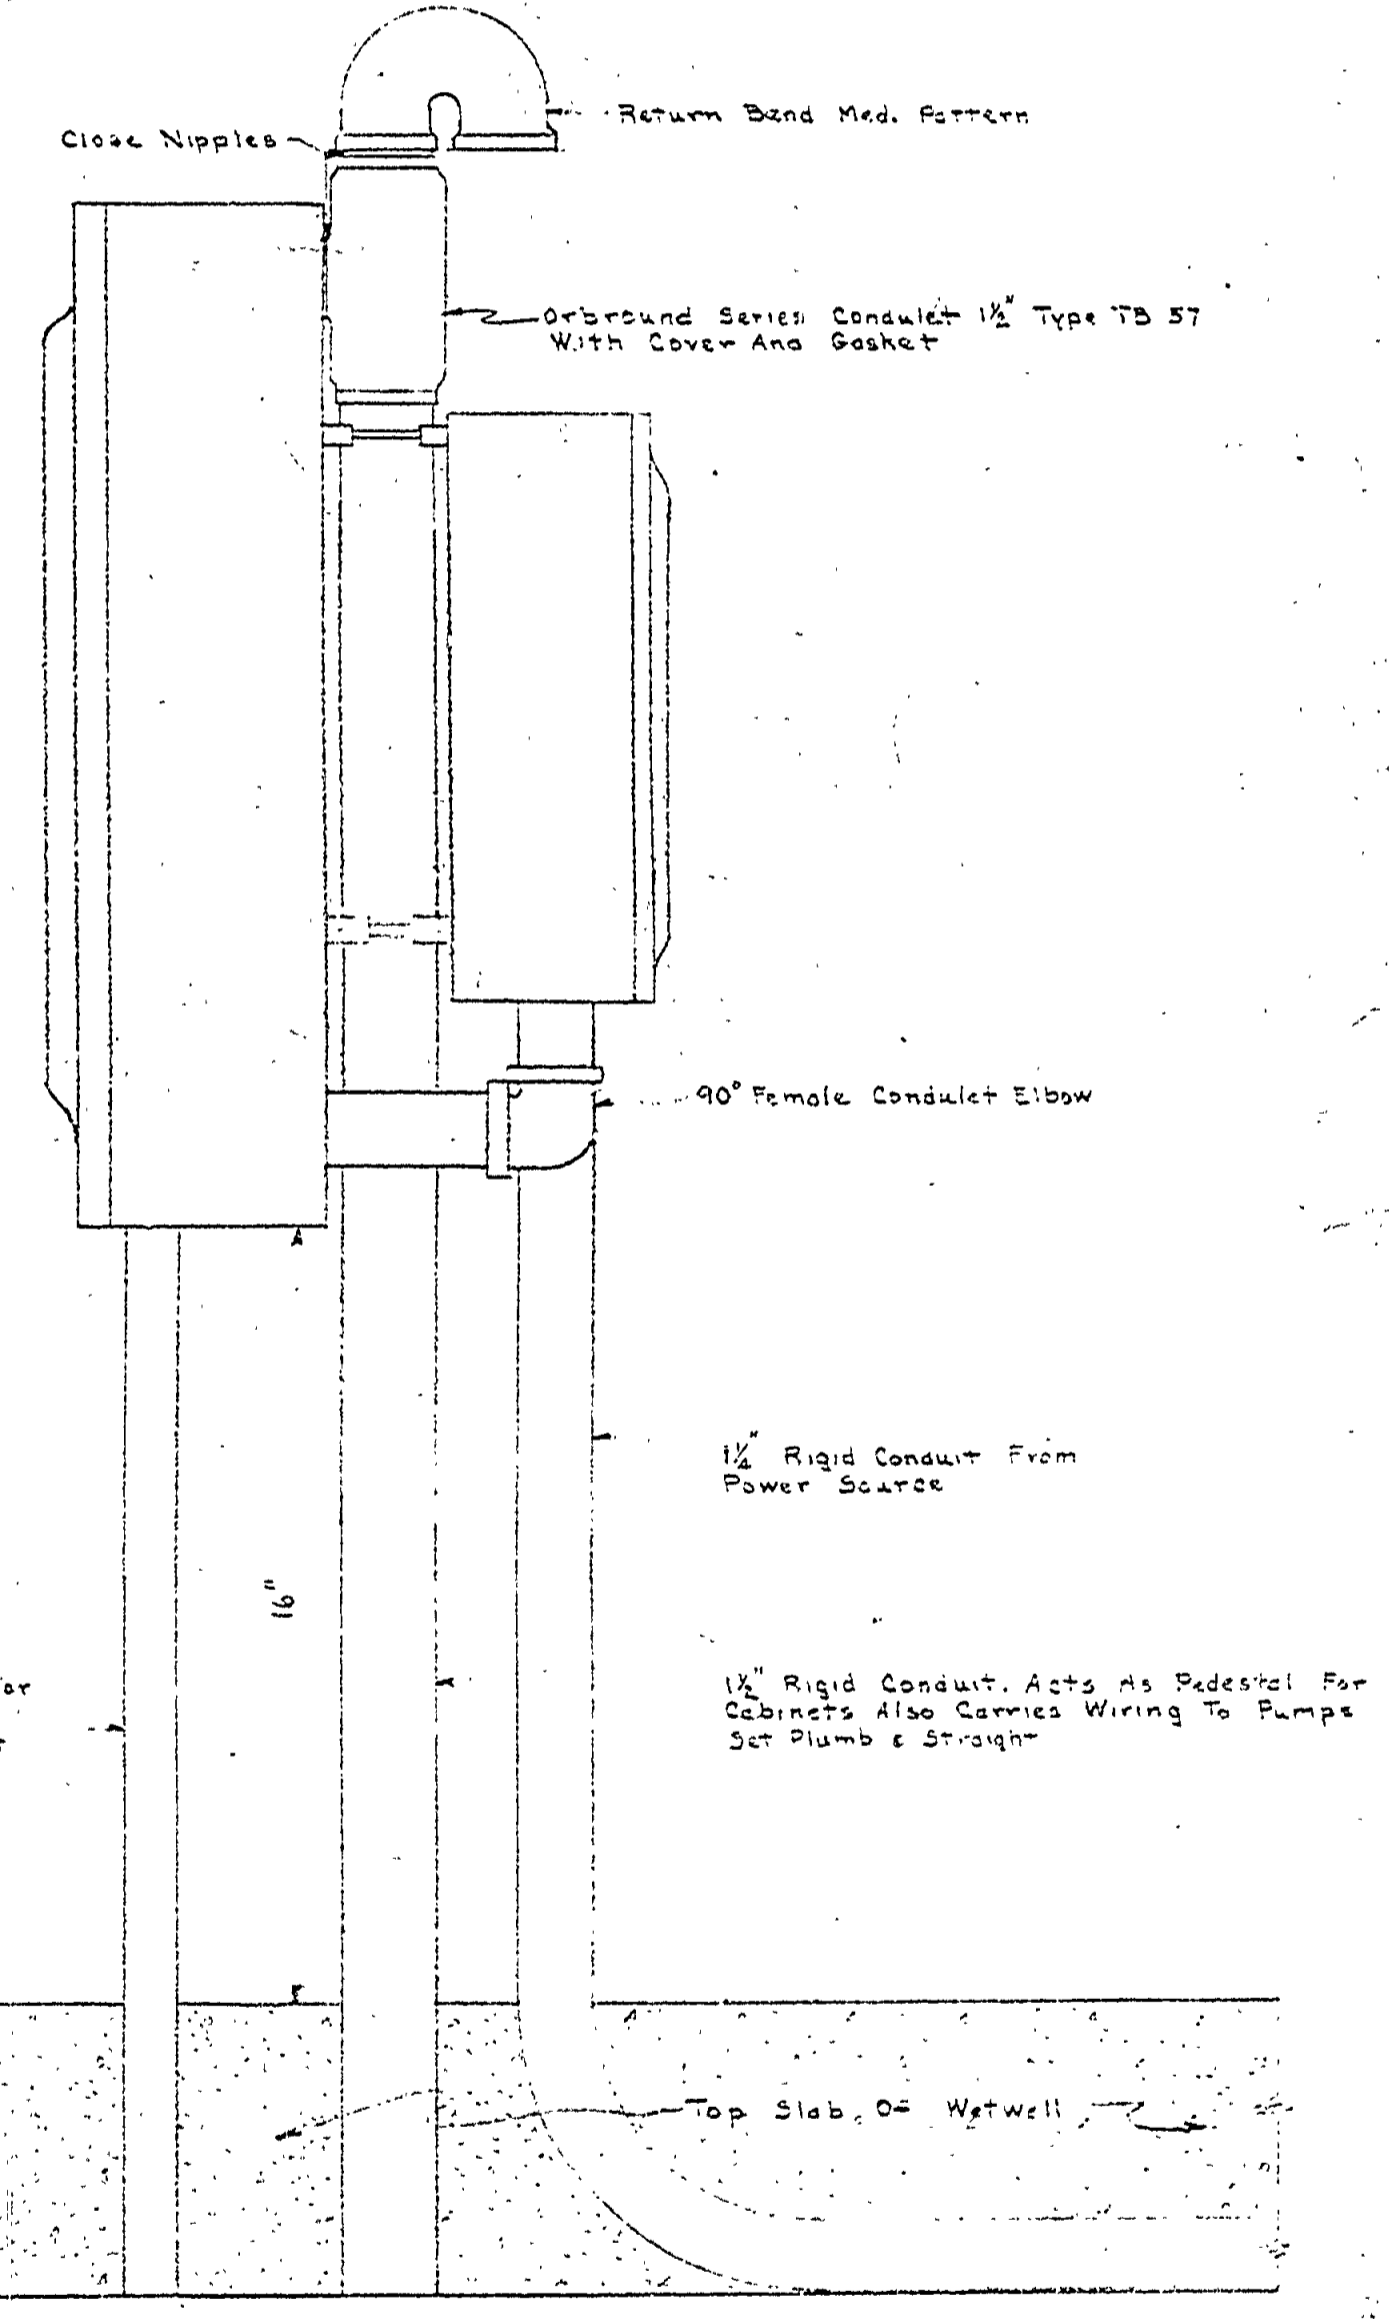 Return Bend Med. Pattern
Close Nipples
Orbround Series Condulet 1½" Type TB 57
With Cover And Gasket
90° Female Condulet Elbow
1¼" Rigid Conduit From
Power Source
16"
or
1½" Rigid Conduit. Acts As Pedestal For
Cabinets Also Carries Wiring To Pumps
Set Plumb & Straight
Top Slab Of Wetwell